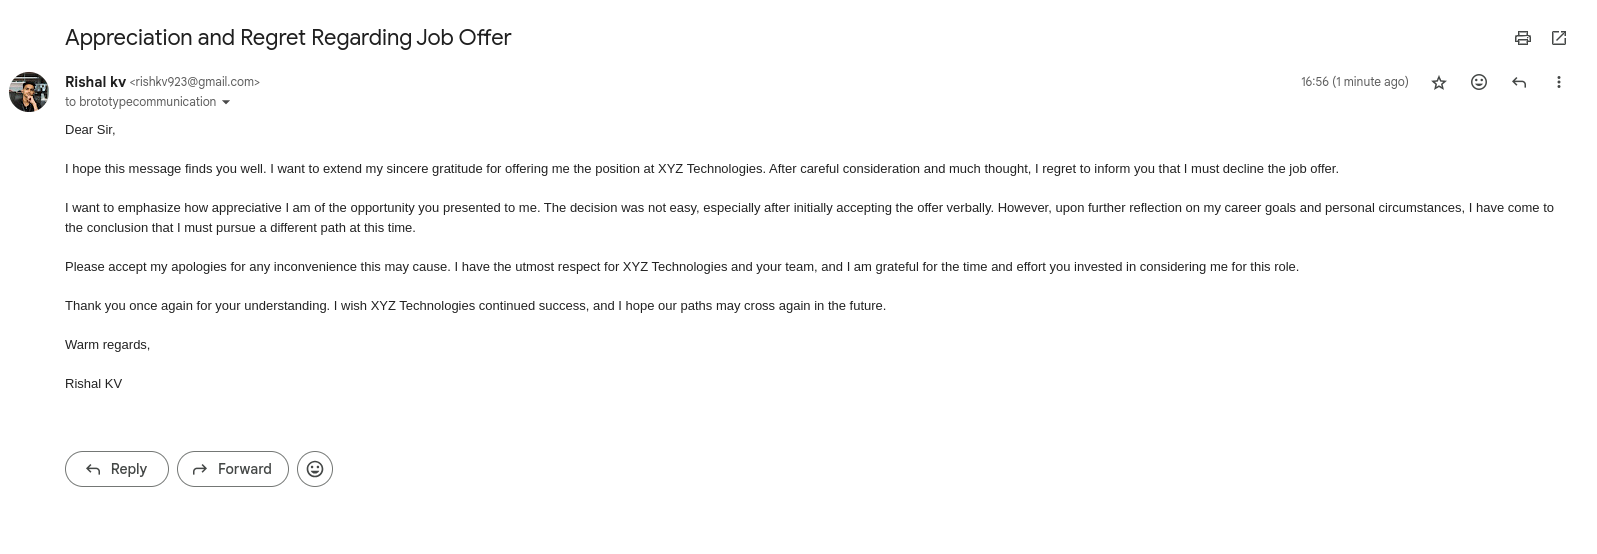 Appreciation and Regret Regarding Job Offer
Rishal kv <rishkv923@gmail.com>
16:56 (1 minute ago)
to brototypecommunication
Dear Sir,
I hope this message finds you well. I want to extend my sincere gratitude for offering me the position at XYZ Technologies. After careful consideration and much thought, I regret to inform you that I must decline the job offer.
I want to emphasize how appreciative I am of the opportunity you presented to me. The decision was not easy, especially after initially accepting the offer verbally. However, upon further reflection on my career goals and personal circumstances, I have come to
the conclusion that I must pursue a different path at this time.
Please accept my apologies for any inconvenience this may cause. I have the utmost respect for XYZ Technologies and your team, and I am grateful for the time and effort you invested in considering me for this role.
Thank you once again for your understanding. I wish XYZ Technologies continued success, and I hope our paths may cross again in the future.
Warm regards,
Rishal KV
Reply
Forward